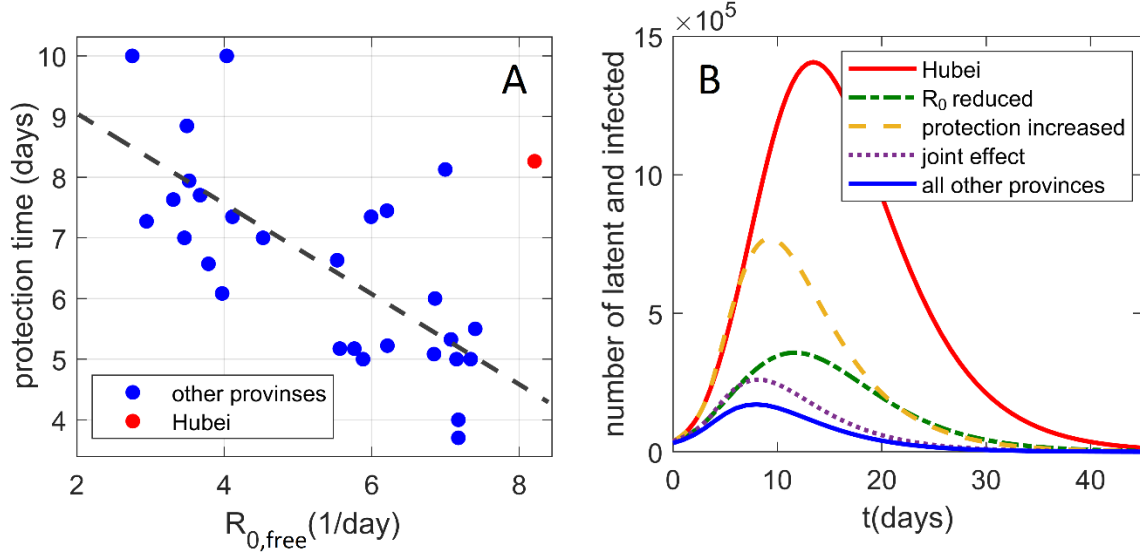 A
protection time (days)
10
9
8
7
6
5
4
other provinses
Hubei
2
4
6
8
R0,free(1/day)
×10^5
B
number of latent and infected
15
10
5
0
Hubei
R0 reduced
protection increased
joint effect
all other provinces
0
10
20
30
40
t(days)